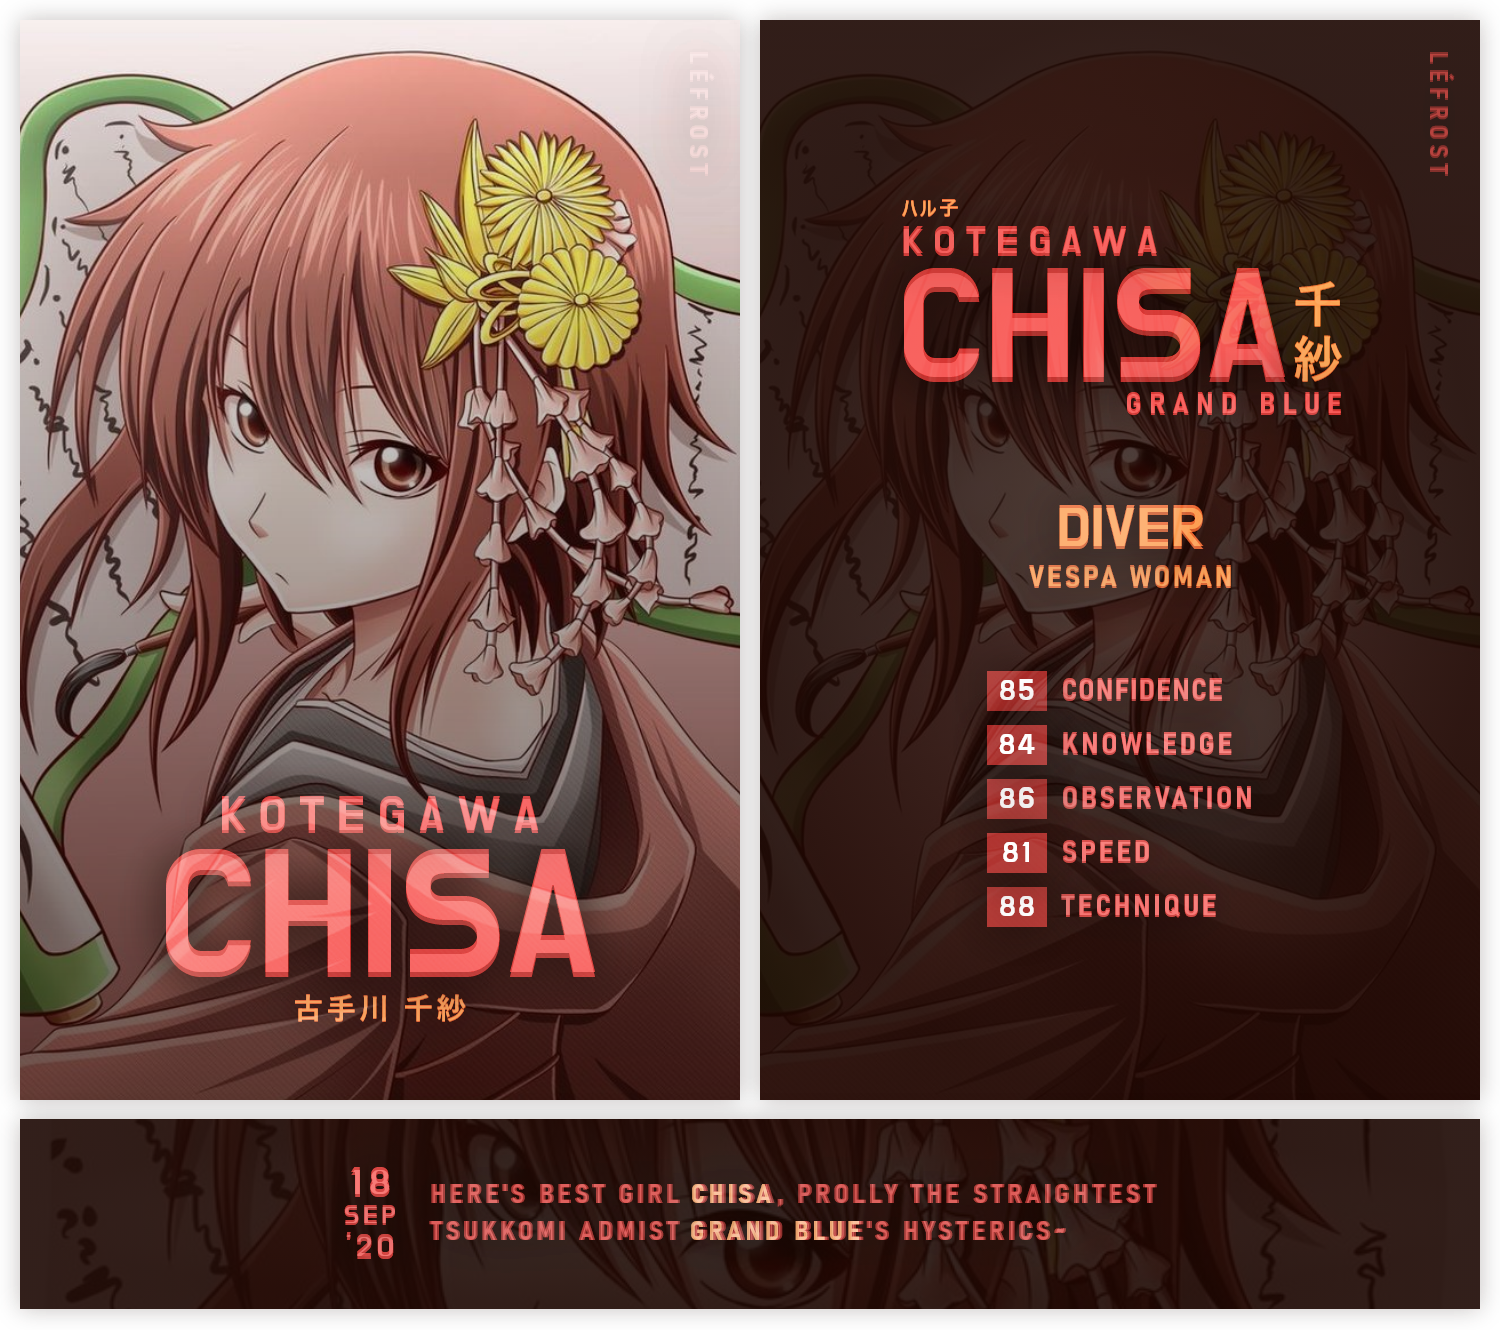 LÉFROST
KOTEGAWA
CHISA
古手川 千紗
LÉFROST
ハル子
KOTEGAWA
CHISA
千紗
GRAND BLUE
DIVER
VESPA WOMAN
85 CONFIDENCE
84 KNOWLEDGE
86 OBSERVATION
81 SPEED
88 TECHNIQUE
18
SEP
'20
HERE'S BEST GIRL CHISA, PROLLY THE STRAIGHTEST
TSUKKOMI ADMIST GRAND BLUE'S HYSTERICS~